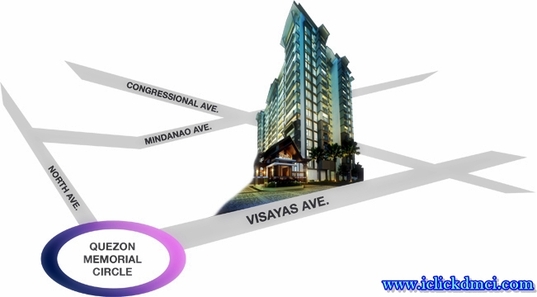 CONGRESSIONAL AVE.
MINDANAO AVE.
NORTH AVE.
VISAYAS AVE.
QUEZON
MEMORIAL
CIRCLE
www.iclickdmci.com